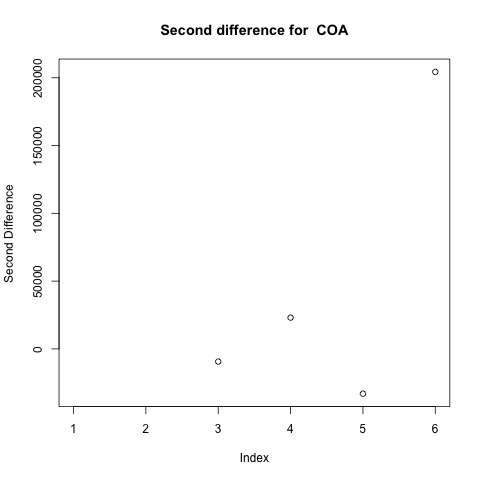 Second difference for  COA
Second Difference
200000
150000
100000
50000
0
1 2 3 4 5 6
Index